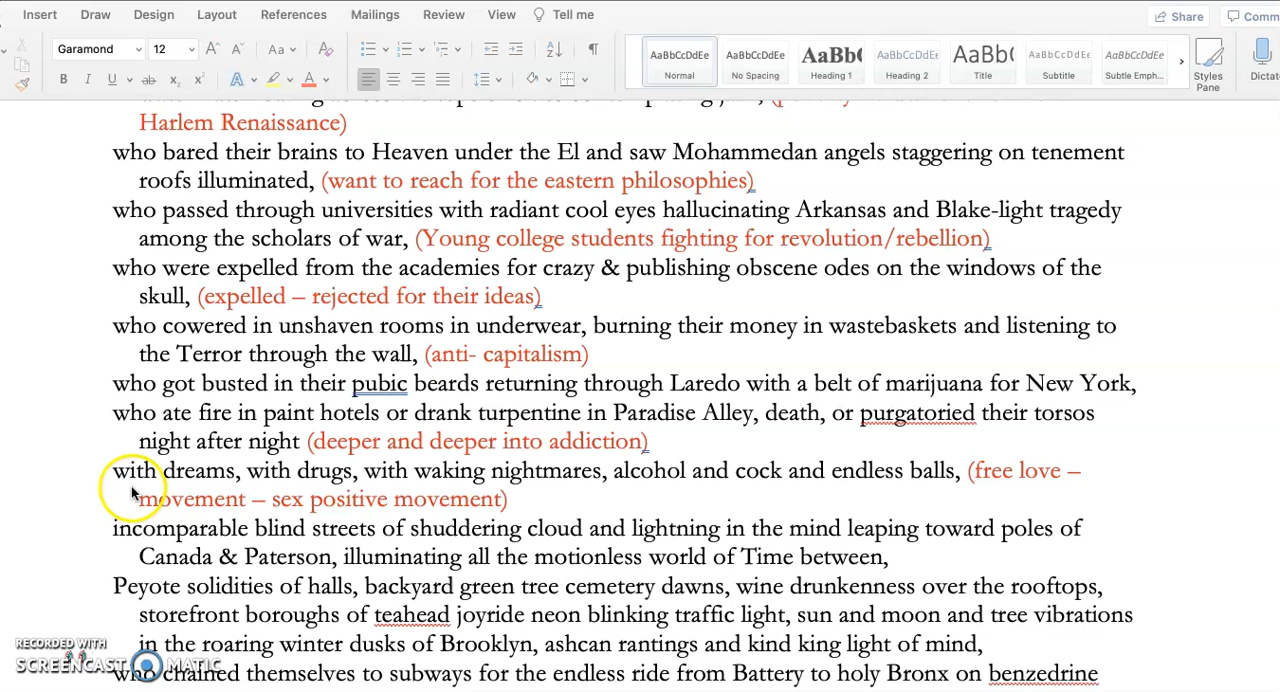 Insert Draw Design Layout References Mailings Review View Tell me Share Comm
Garamond 12 A A Aa A AaBbCcDdEe AaBbCcDdEe AaBb( AaBbCcDdE AaBb( AaBbCcDdEe AaBbCcDdEe
B I U ab x x A A Normal No Spacing Heading 1 Heading 2 Title Subtitle Subtle Emph... Styles Pane Dictat
Harlem Renaissance)
who bared their brains to Heaven under the El and saw Mohammedan angels staggering on tenement
roofs illuminated, (want to reach for the eastern philosophies)
who passed through universities with radiant cool eyes hallucinating Arkansas and Blake-light tragedy
among the scholars of war, (Young college students fighting for revolution/rebellion)
who were expelled from the academies for crazy & publishing obscene odes on the windows of the
skull, (expelled – rejected for their ideas)
who cowered in unshaven rooms in underwear, burning their money in wastebaskets and listening to
the Terror through the wall, (anti- capitalism)
who got busted in their pubic beards returning through Laredo with a belt of marijuana for New York,
who ate fire in paint hotels or drank turpentine in Paradise Alley, death, or purgatoried their torsos
night after night (deeper and deeper into addiction)
with dreams, with drugs, with waking nightmares, alcohol and cock and endless balls, (free love –
movement – sex positive movement)
incomparable blind streets of shuddering cloud and lightning in the mind leaping toward poles of
Canada & Paterson, illuminating all the motionless world of Time between,
Peyote solidities of halls, backyard green tree cemetery dawns, wine drunkenness over the rooftops,
storefront boroughs of teahead joyride neon blinking traffic light, sun and moon and tree vibrations
in the roaring winter dusks of Brooklyn, ashcan rantings and kind king light of mind,
who chained themselves to subways for the endless ride from Battery to holy Bronx on benzedrine
RECORDED WITH
SCREENCAST MATIC